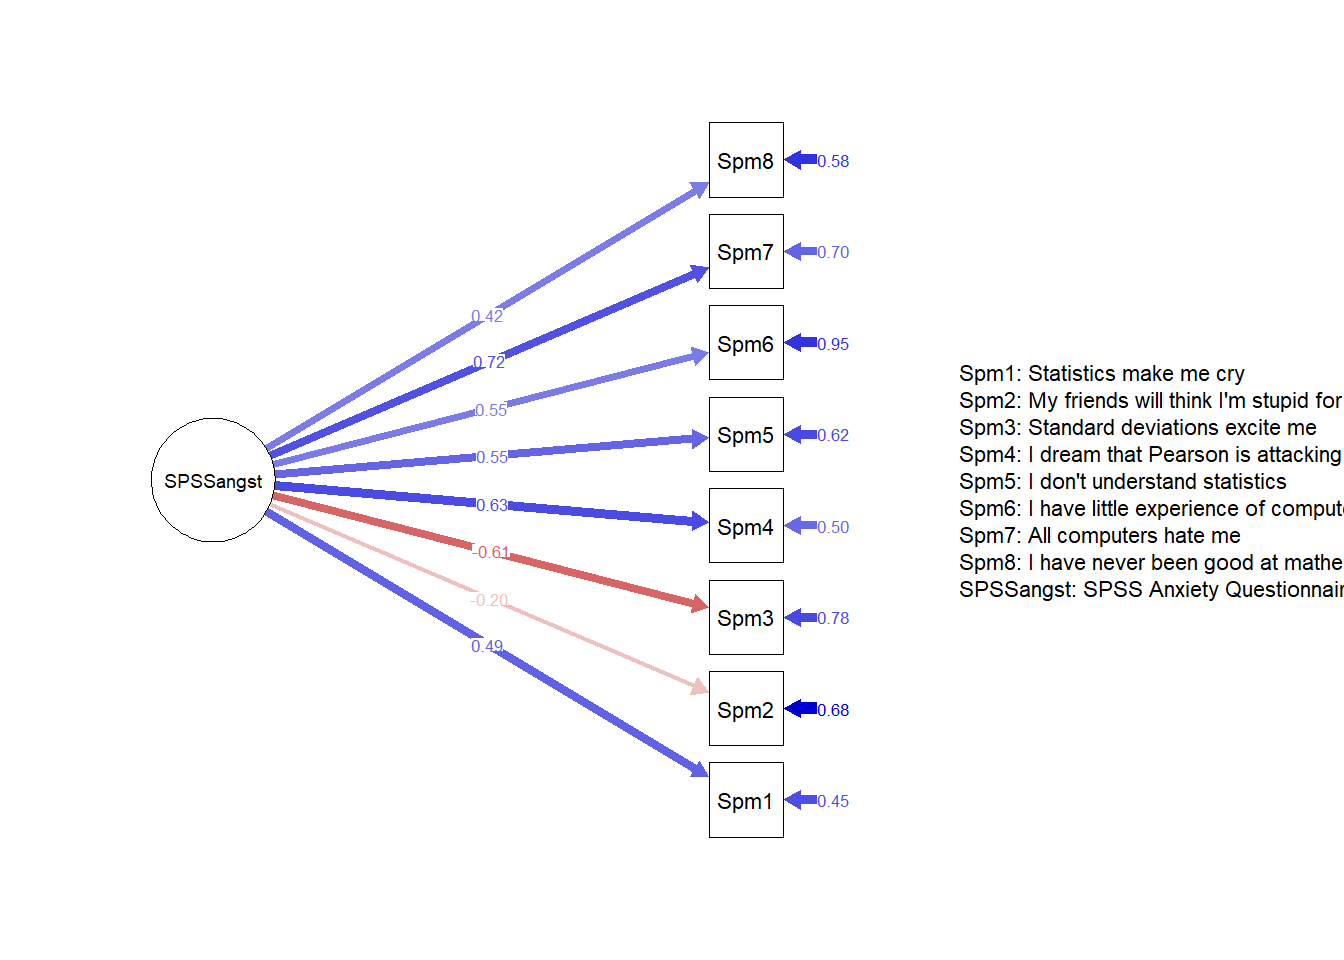 Spm8
0.58
Spm7
0.70
0.42
Spm6
0.95
0.72
Spm1: Statistics make me cry
Spm2: My friends will think I'm stupid for
0.55
Spm3: Standard deviations excite me
Spm5
0.62
Spm4: I dream that Pearson is attacking
0.55
SPSSangst
Spm5: I don't understand statistics
0.63
Spm6: I have little experience of
Spm4
0.50
Spm7: All computers hate me
-0.61
Spm8: I have never been good at
SPSSangst: SPSS Anxiety
-0.20
Spm3
0.78
0.49
Spm2
0.68
Spm1
0.45